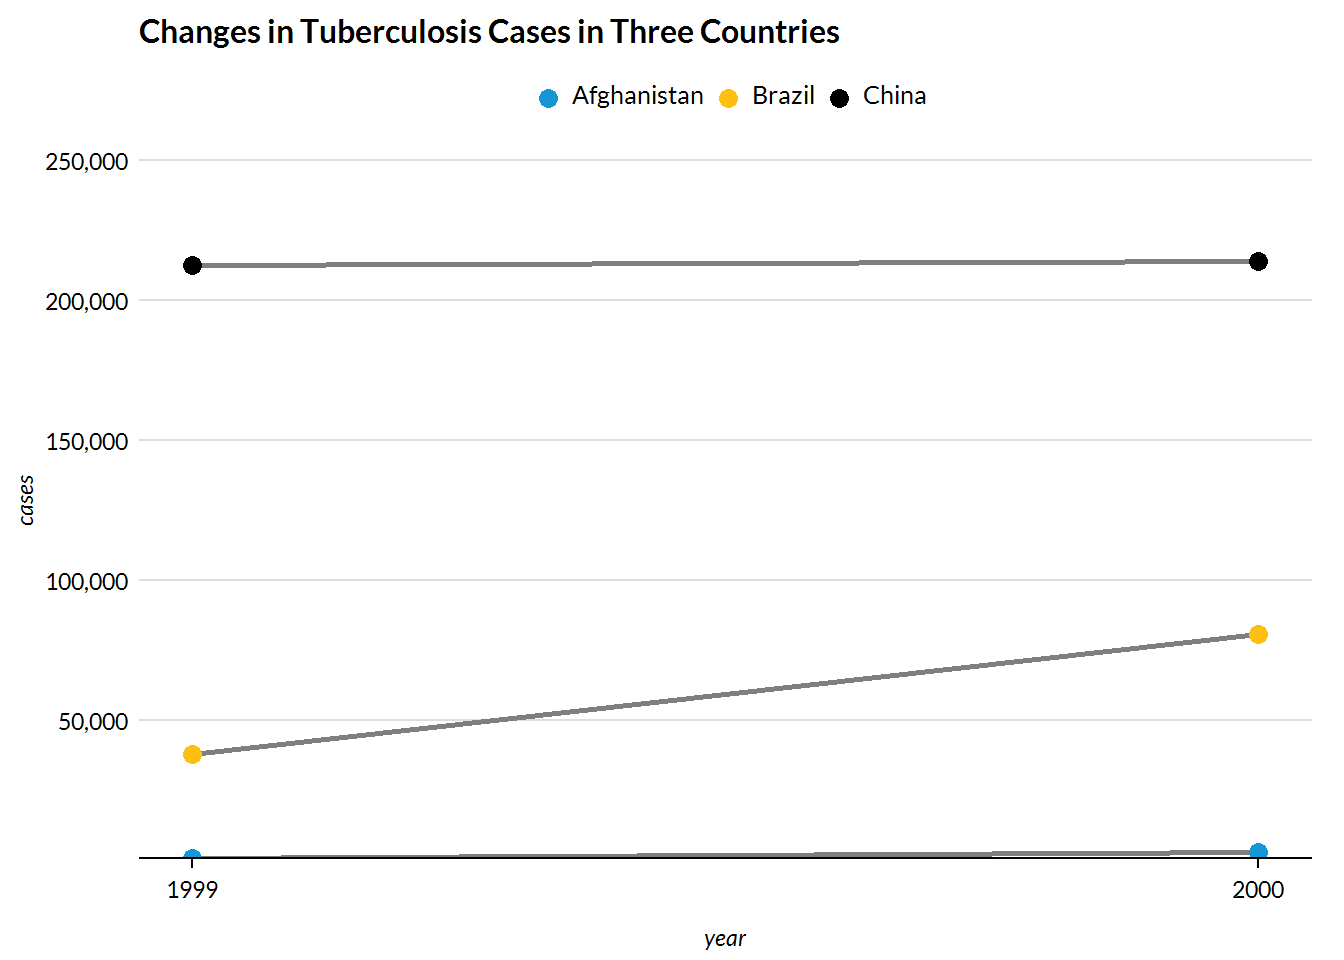 Changes in Tuberculosis Cases in Three Countries
Afghanistan Brazil China
250,000
200,000
150,000
cases
100,000
50,000
1999 2000
year